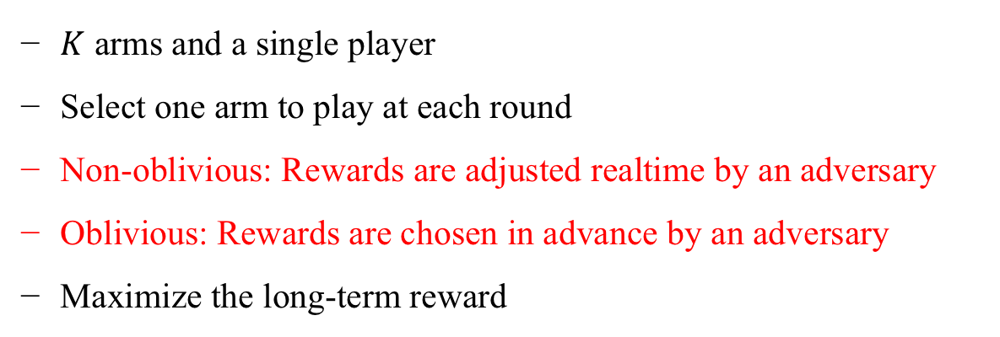 – K arms and a single player
– Select one arm to play at each round
– Non-oblivious: Rewards are adjusted realtime by an adversary
– Oblivious: Rewards are chosen in advance by an adversary
– Maximize the long-term reward